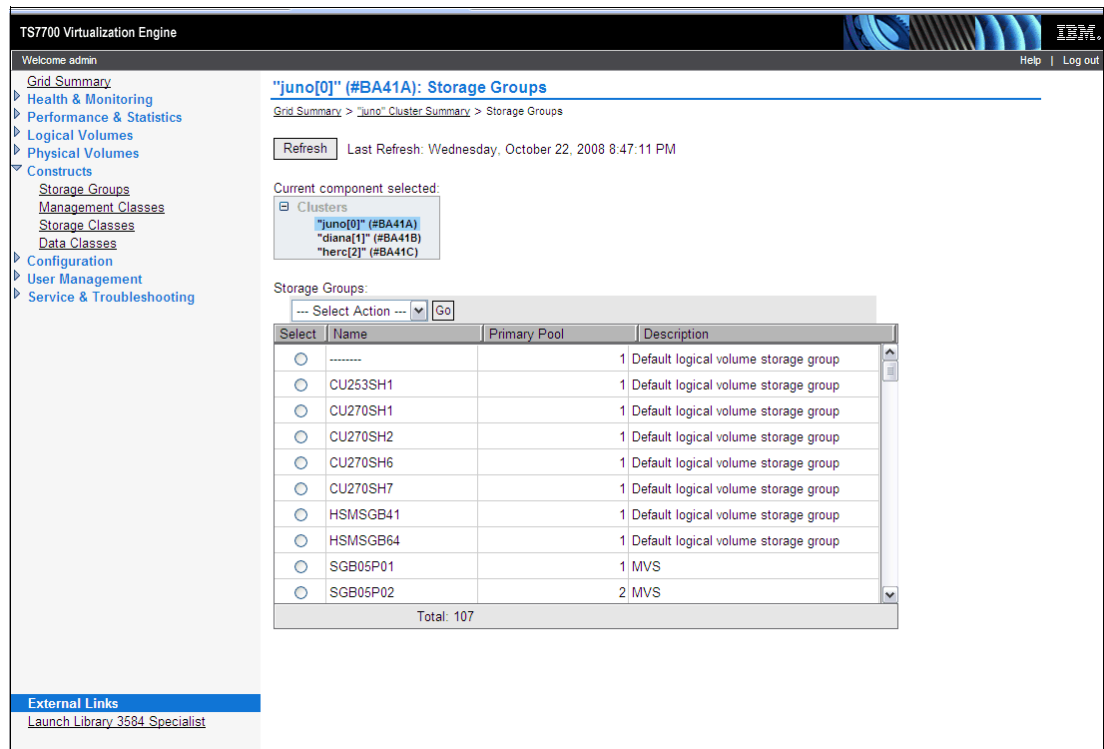 TS7700 Virtualization Engine
IBM.
Welcome admin
Help | Log out
Grid Summary
Health & Monitoring
Performance & Statistics
Logical Volumes
Physical Volumes
Constructs
Storage Groups
Management Classes
Storage Classes
Data Classes
Configuration
User Management
Service & Troubleshooting
External Links
Launch Library 3584 Specialist
"juno[0]" (#BA41A): Storage Groups
Grid Summary > "juno" Cluster Summary > Storage Groups
Refresh Last Refresh: Wednesday, October 22, 2008 8:47:11 PM
Current component selected:
Clusters
"juno[0]" (#BA41A)
"diana[1]" (#BA41B)
"herc[2]" (#BA41C)
Storage Groups:
--- Select Action --- Go
Select Name Primary Pool Description
-------- 1 Default logical volume storage group
CU253SH1 1 Default logical volume storage group
CU270SH1 1 Default logical volume storage group
CU270SH2 1 Default logical volume storage group
CU270SH6 1 Default logical volume storage group
CU270SH7 1 Default logical volume storage group
HSMSGB41 1 Default logical volume storage group
HSMSGB64 1 Default logical volume storage group
SGB05P01 1 MVS
SGB05P02 2 MVS
Total: 107